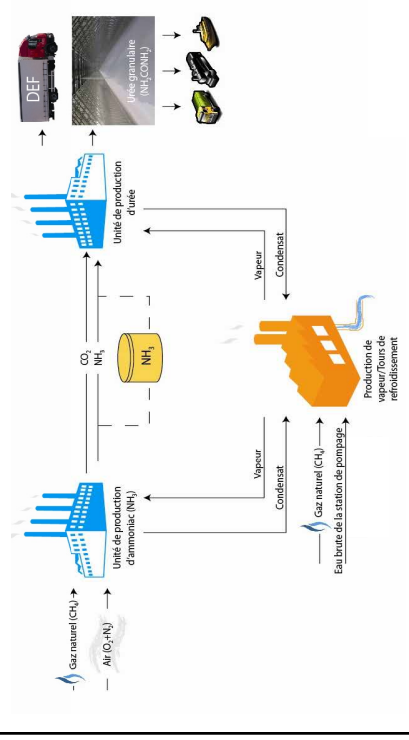 Gaz naturel (CH₄)
Air (O₂+N₂)
Unité de production
d'ammoniac (NH₃)
CO₂
NH₃
NH₃
Unité de production
d'urée
DEF
Urée granulaire
(NH₂CONH₂)
Vapeur
Condensat
Vapeur
Condensat
Gaz naturel (CH₄)
Eau brute de la station de pompage
Production de
vapeur/Tours de
refroidissement